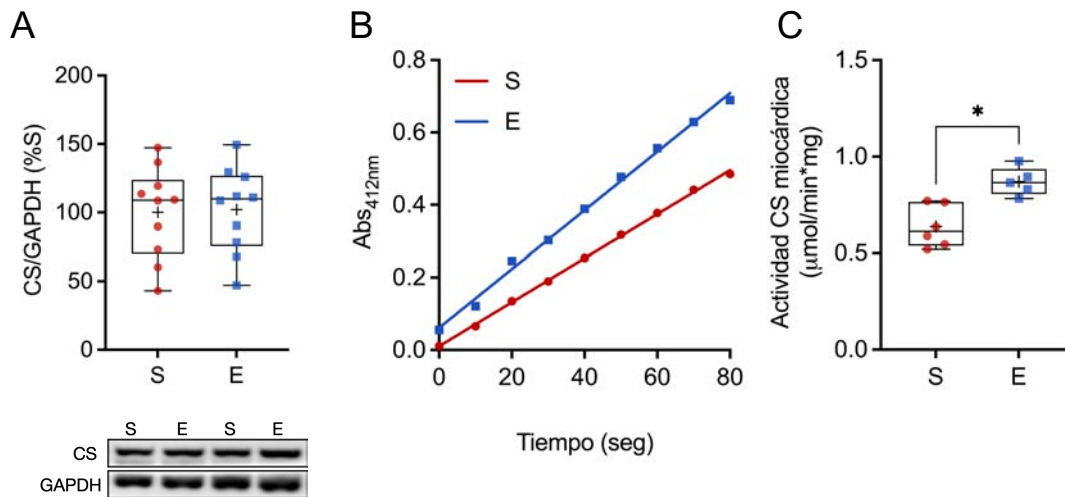 A
CS/GAPDH (%S)
200
150
100
50
0
S E
S E S E
CS
GAPDH
B
Abs412nm
0.8
0.6
0.4
0.2
0.0
S
E
0 20 40 60 80
Tiempo (seg)
C
Actividad CS miocárdica
(μmol/min*mg)
1.5
1.0
0.5
0.0
*
S E